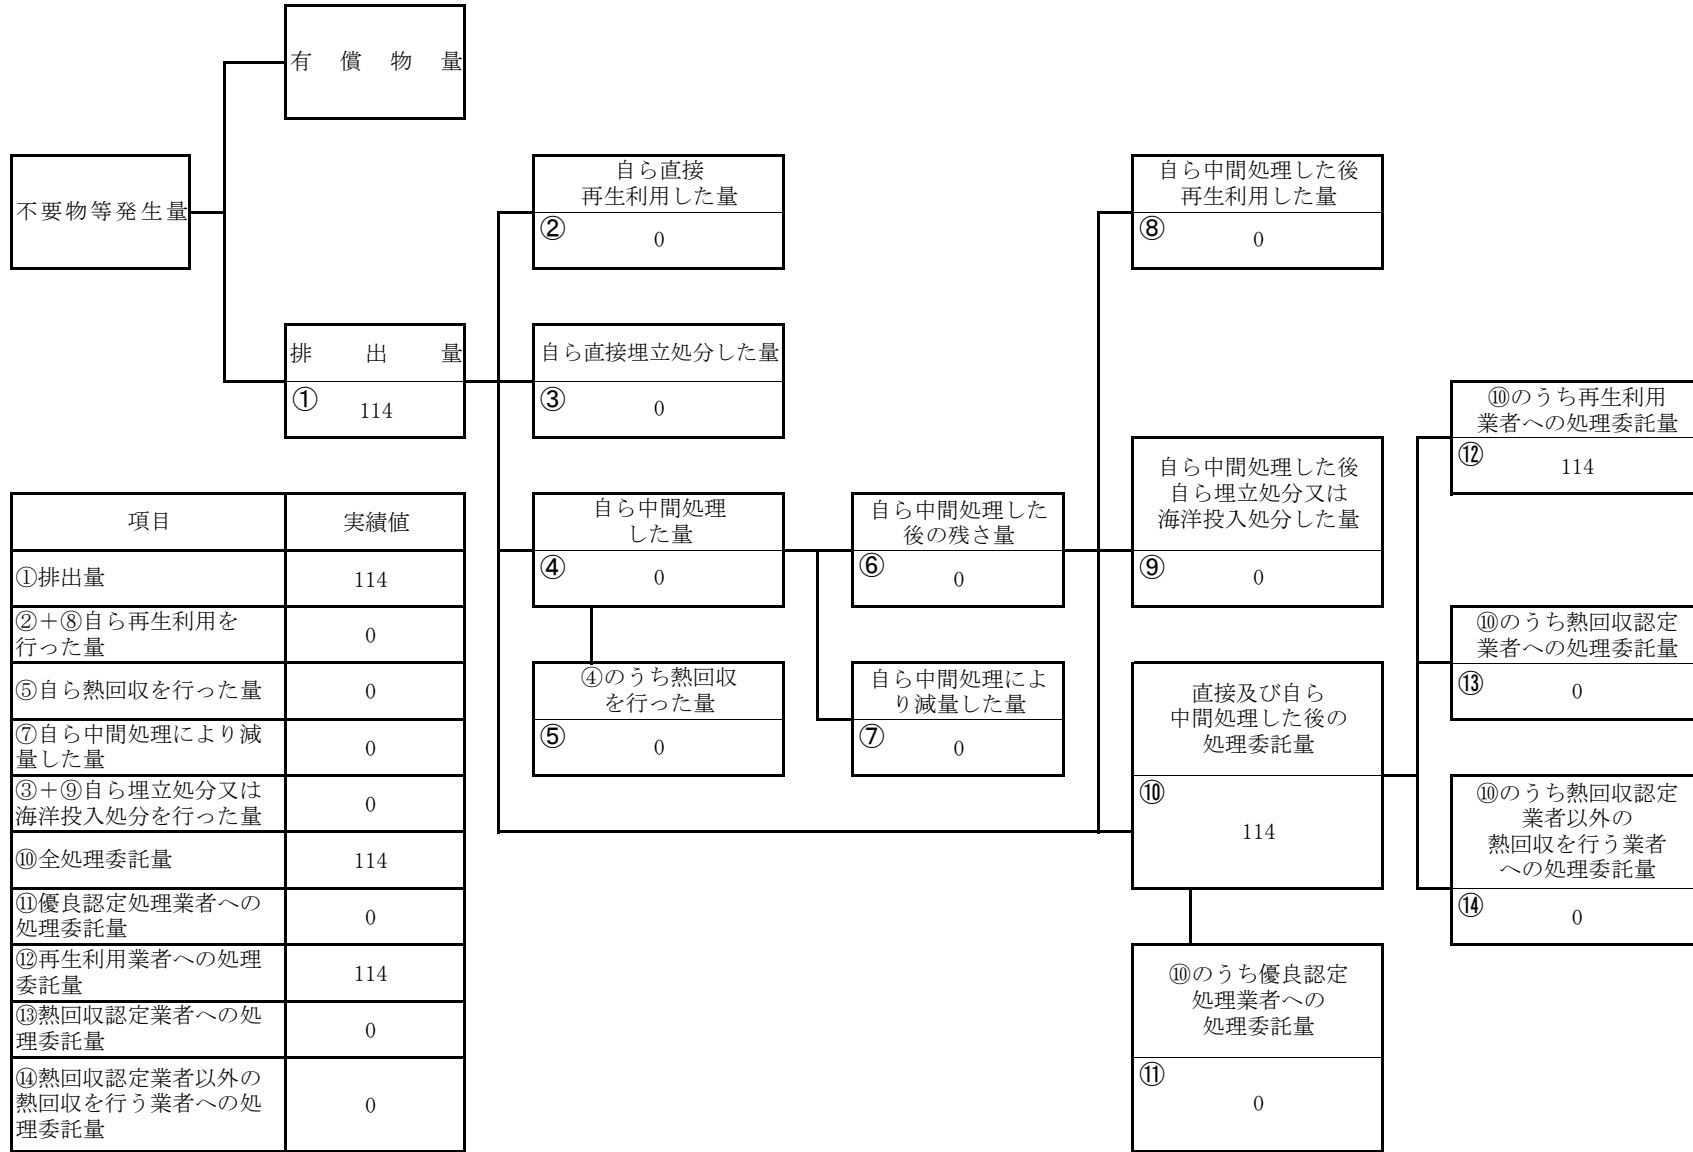 有償物量
不要物等発生量
自ら直接
再生利用した量
②
0
自ら中間処理した後
再生利用した量
⑧
0
排出量
①
114
自ら直接埋立処分した量
③
0
⑩のうち再生利用
業者への処理委託量
⑫
114
自ら中間処理
した量
④
0
自ら中間処理した
後の残さ量
⑥
0
自ら中間処理した後
自ら埋立処分又は
海洋投入処分した量
⑨
0
⑩のうち熱回収認定
業者への処理委託量
⑬
0
④のうち熱回収
を行った量
⑤
0
自ら中間処理によ
り減量した量
⑦
0
直接及び自ら
中間処理した後の
処理委託量
⑩
114
⑩のうち熱回収認定
業者以外の
熱回収を行う業者
への処理委託量
⑭
0
⑩のうち優良認定
処理業者への
処理委託量
⑪
0
項目 実績値
①排出量 114
②＋⑧自ら再生利用を
行った量 0
⑤自ら熱回収を行った量 0
⑦自ら中間処理により減
量した量 0
③＋⑨自ら埋立処分又は
海洋投入処分を行った量 0
⑩全処理委託量 114
⑪優良認定処理業者への
処理委託量 0
⑫再生利用業者への処理
委託量 114
⑬熱回収認定業者への処
理委託量 0
⑭熱回収認定業者以外の
熱回収を行う業者への処
理委託量 0